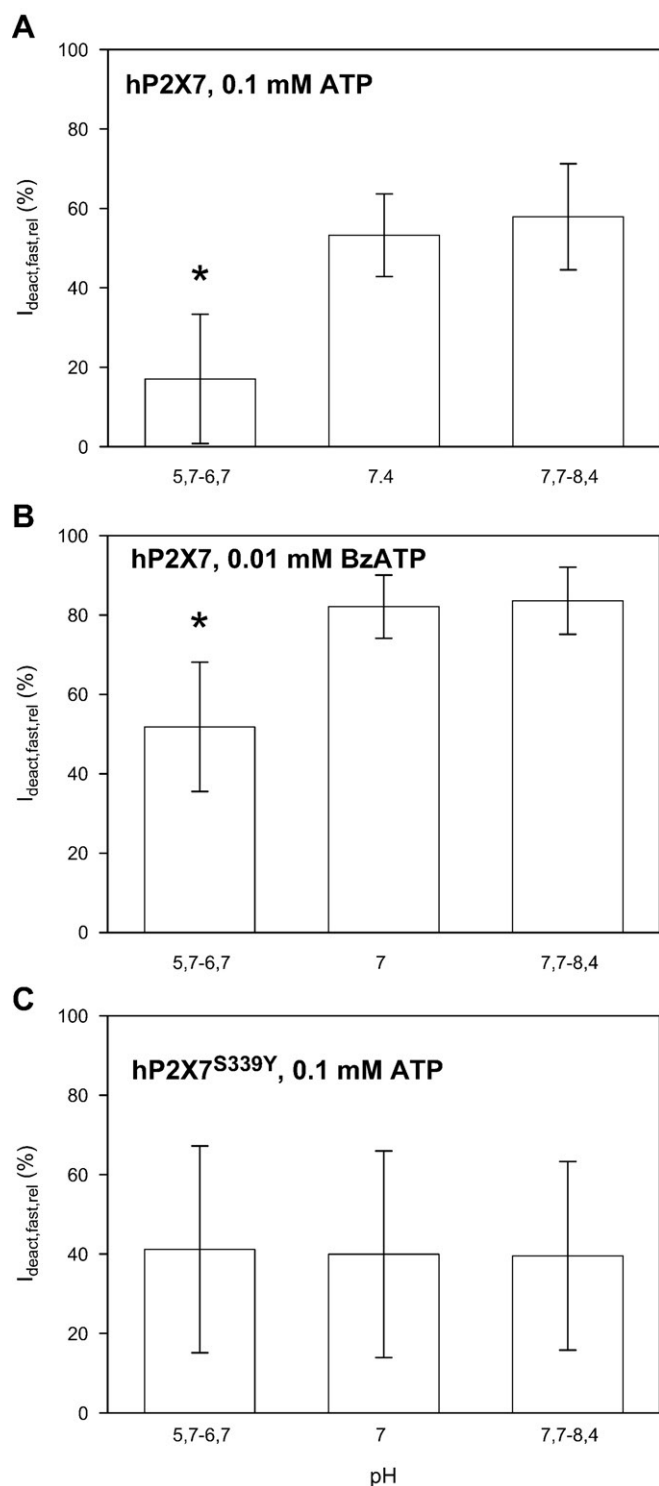 A
hP2X7, 0.1 mM ATP
I deact,fast,rel (%)
100
80
60
40
20
0
*
5,7-6,7 7.4 7,7-8,4
B
hP2X7, 0.01 mM BzATP
I deact,fast,rel (%)
100
80
60
40
20
0
*
5,7-6,7 7 7,7-8,4
C
hP2X7S339Y, 0.1 mM ATP
I deact,fast,rel (%)
100
80
60
40
20
0
5,7-6,7 7 7,7-8,4
pH